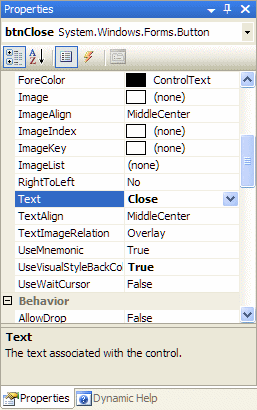 Properties
btnClose System.Windows.Forms.Button
ForeColor ControlText
Image (none)
ImageAlign MiddleCenter
ImageIndex (none)
ImageKey (none)
ImageList (none)
RightToLeft No
Text Close
TextAlign MiddleCenter
TextImageRelation Overlay
UseMnemonic True
UseVisualStyleBackCo True
UseWaitCursor False
Behavior
AllowDrop False
Text
The text associated with the control.
Properties Dynamic Help